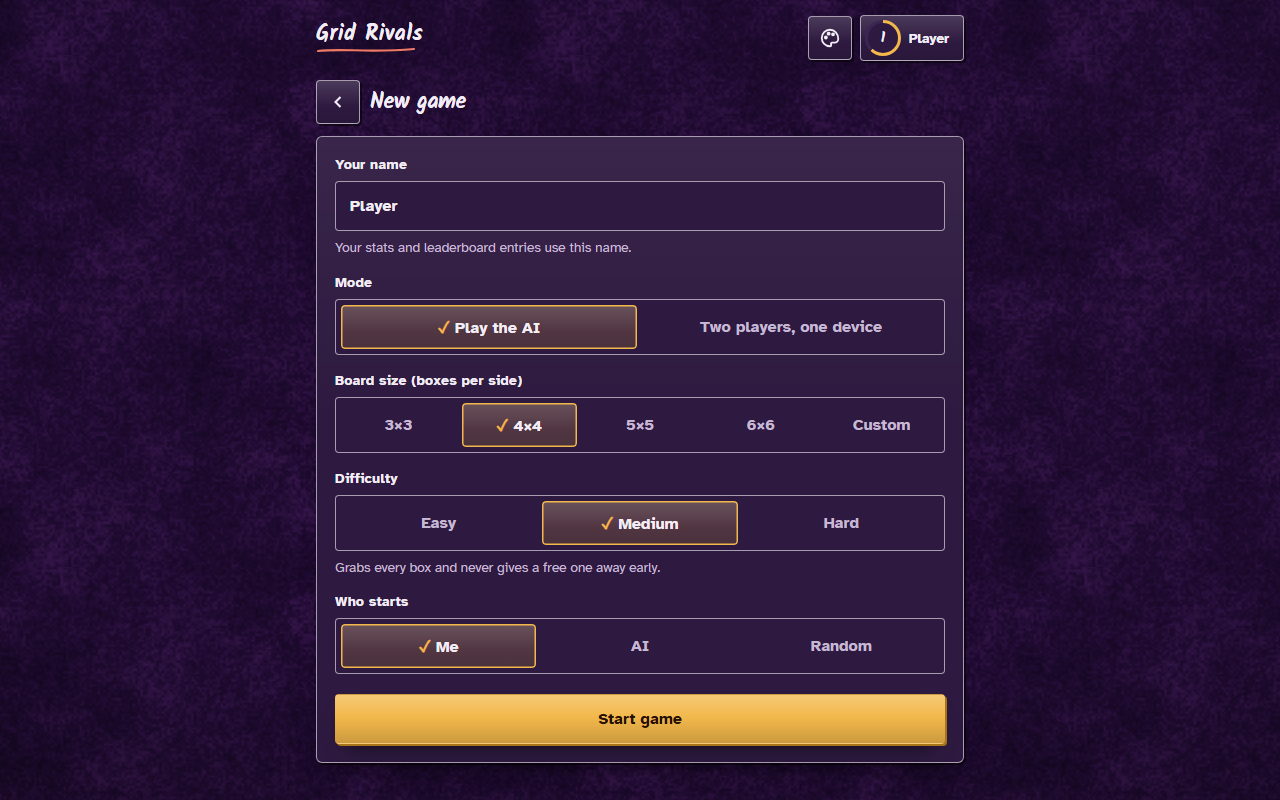 Grid Rivals
1 Player
New game
Your name
Player
Your stats and leaderboard entries use this name.
Mode
✓ Play the AI Two players, one device
Board size (boxes per side)
3×3 ✓ 4×4 5×5 6×6 Custom
Difficulty
Easy ✓ Medium Hard
Grabs every box and never gives a free one away early.
Who starts
✓ Me AI Random
Start game